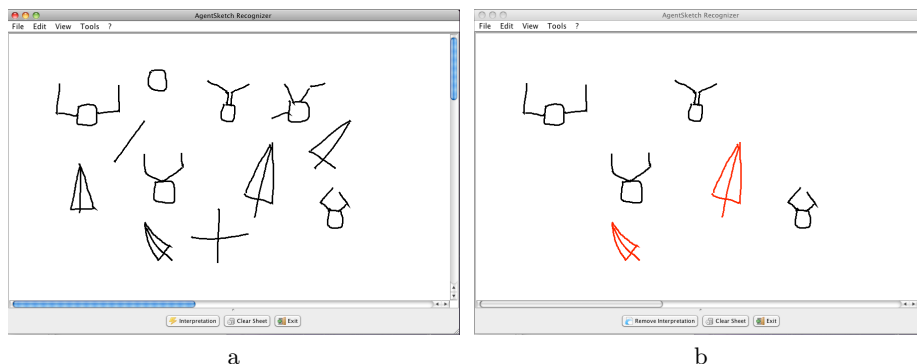 AgentSketch Recognizer
File Edit View Tools ?
Interpretation Clear Sheet Exit
a
AgentSketch Recognizer
File Edit View Tools ?
Remove Interpretation Clear Sheet Exit
b